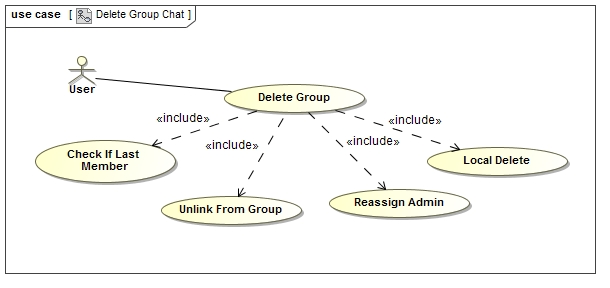 use case [ Delete Group Chat ]
User
Delete Group
«include»
«include»
«include»
«include»
Check If Last
Member
Local Delete
Unlink From Group
Reassign Admin